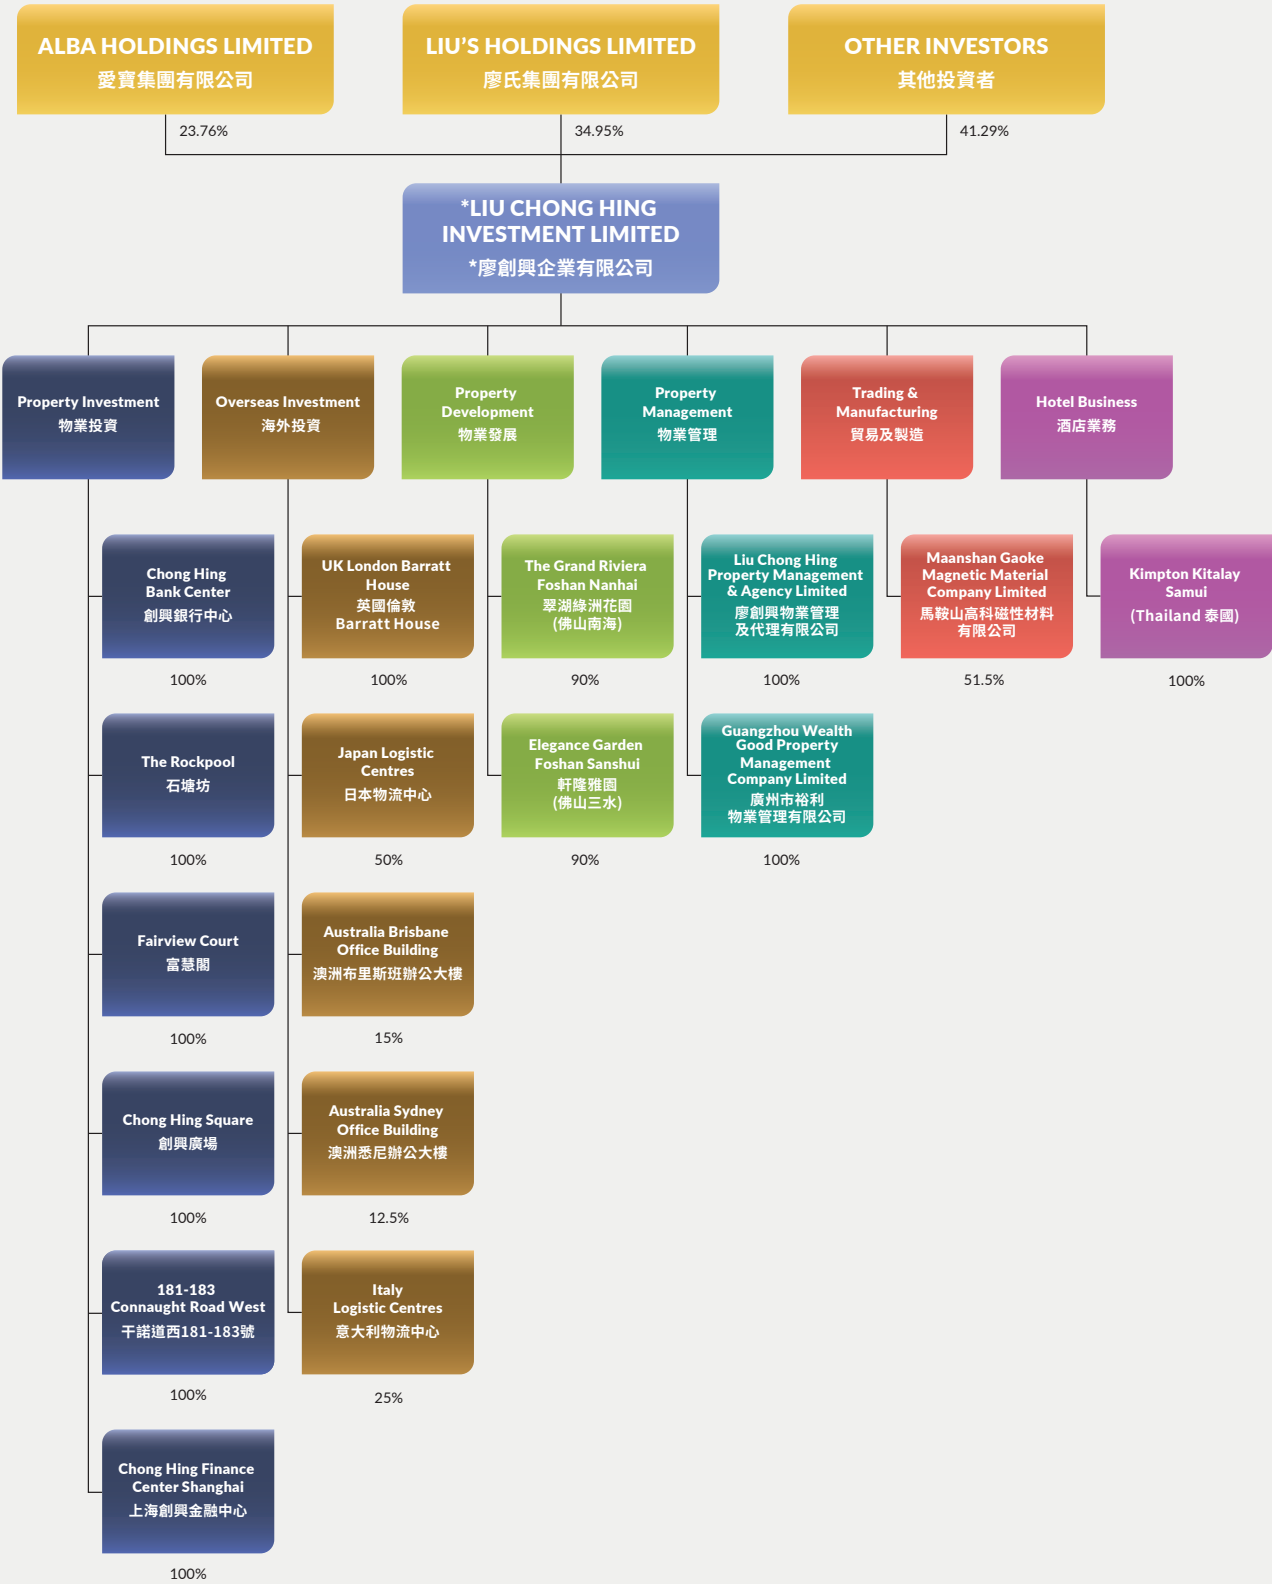 ALBA HOLDINGS LIMITED
愛寶集團有限公司
23.76%
LIU'S HOLDINGS LIMITED
廖氏集團有限公司
34.95%
OTHER INVESTORS
其他投資者
41.29%
*LIU CHONG HING
INVESTMENT LIMITED
*廖創興企業有限公司
Property Investment
物業投資
Chong Hing
Bank Center
創興銀行中心
100%
The Rockpool
石塘坊
100%
Fairview Court
富慧閣
100%
Chong Hing Square
創興廣場
100%
181-183
Connaught Road West
干諾道西181-183號
100%
Chong Hing Finance
Center Shanghai
上海創興金融中心
100%
Overseas Investment
海外投資
UK London Barratt
House
英國倫敦
Barratt House
100%
Japan Logistic
Centres
日本物流中心
50%
Australia Brisbane
Office Building
澳洲布里斯班辦公大樓
15%
Australia Sydney
Office Building
澳洲悉尼辦公大樓
12.5%
Italy
Logistic Centres
意大利物流中心
25%
Property
Development
物業發展
The Grand Riviera
Foshan Nanhai
翠湖綠洲花園
(佛山南海)
90%
Elegance Garden
Foshan Sanshui
軒隆雅園
(佛山三水)
90%
Property
Management
物業管理
Liu Chong Hing
Property Management
& Agency Limited
廖創興物業管理
及代理有限公司
100%
Guangzhou Wealth
Good Property
Management
Company Limited
廣州市裕利
物業管理有限公司
100%
Trading &
Manufacturing
貿易及製造
Maanshan Gaoke
Magnetic Material
Company Limited
馬鞍山高科磁性材料
有限公司
51.5%
Hotel Business
酒店業務
Kimpton Kitalay
Samui
(Thailand 泰國)
100%